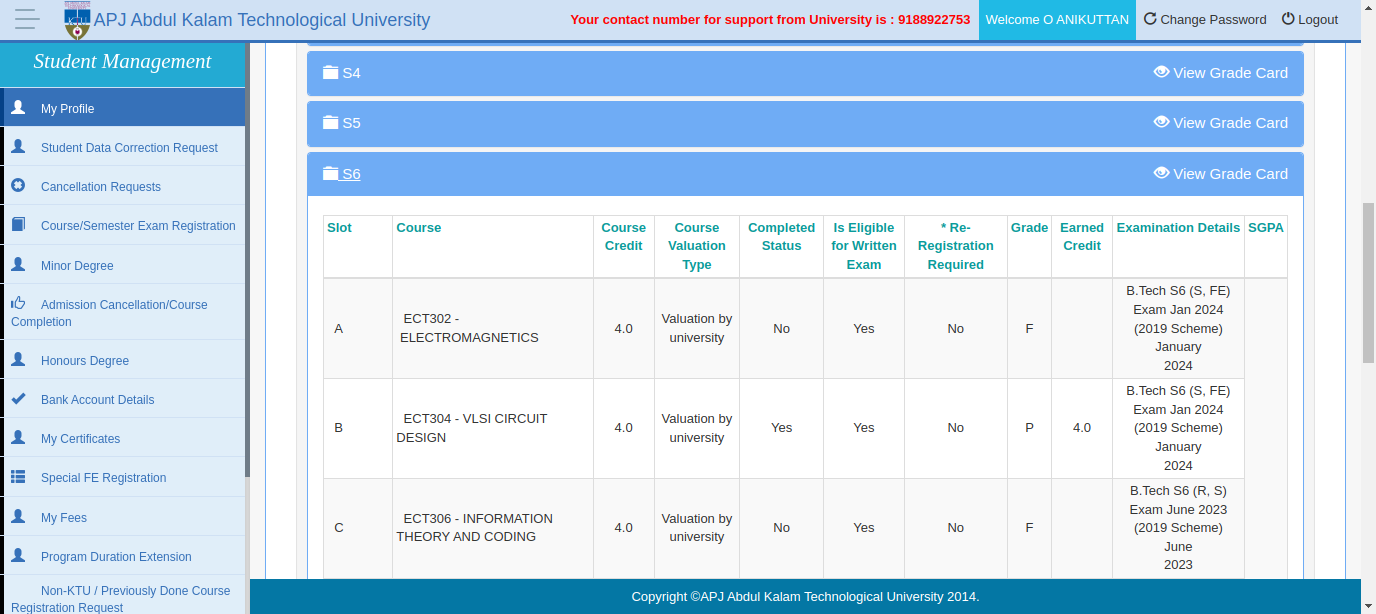 APJ Abdul Kalam Technological University
Your contact number for support from University is : 9188922753
Welcome O ANIKUTTAN
Change Password
Logout
Student Management
My Profile
Student Data Correction Request
Cancellation Requests
Course/Semester Exam Registration
Minor Degree
Admission Cancellation/Course
Completion
Honours Degree
Bank Account Details
My Certificates
Special FE Registration
My Fees
Program Duration Extension
Non-KTU / Previously Done Course
Registration Request
S4 View Grade Card
S5 View Grade Card
S6 View Grade Card
Slot Course Course Course Completed Is Eligible * Re- Grade Earned Examination Details SGPA
Credit Valuation Status for Written Registration Credit
Type Exam Required
B.Tech S6 (S, FE)
ECT302 - Valuation by Exam Jan 2024
A 4.0 No Yes No F (2019 Scheme)
ELECTROMAGNETICS university January
2024
B.Tech S6 (S, FE)
ECT304 - VLSI CIRCUIT Valuation by Exam Jan 2024
B 4.0 Yes Yes No P 4.0 (2019 Scheme)
DESIGN university January
2024
B.Tech S6 (R, S)
ECT306 - INFORMATION Valuation by Exam June 2023
C 4.0 No Yes No F (2019 Scheme)
THEORY AND CODING university June
2023
Copyright ©APJ Abdul Kalam Technological University 2014.